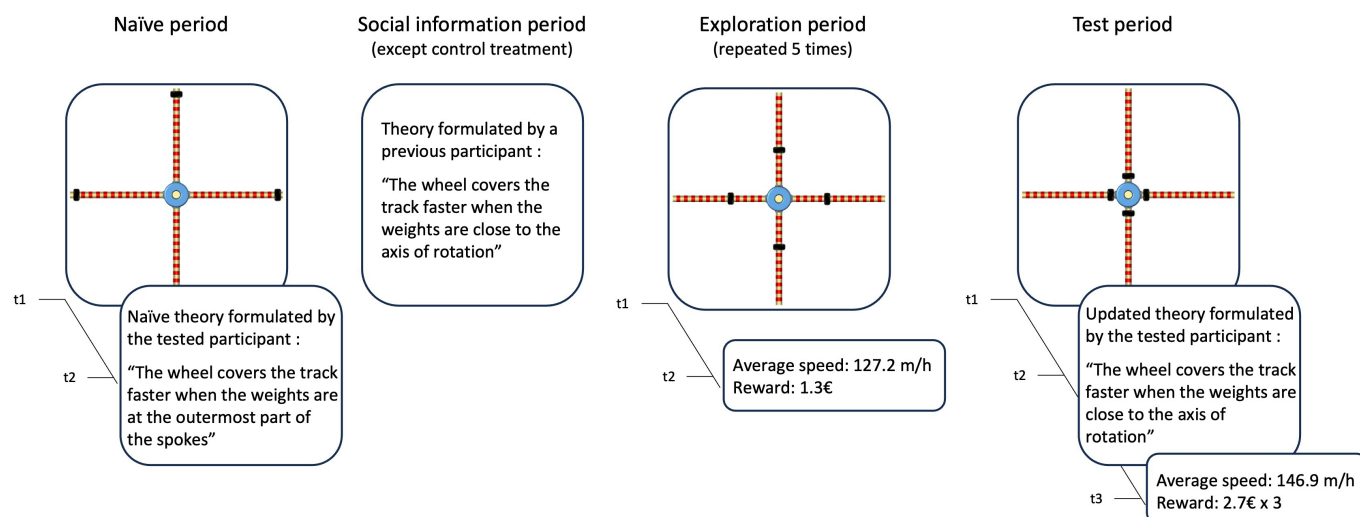 Naïve period
Social information period
(except control treatment)
Exploration period
(repeated 5 times)
Test period
Theory formulated by a
previous participant :
“The wheel covers the
track faster when the
weights are close to the
axis of rotation”
t1
Naïve theory formulated by
the tested participant :
t2
“The wheel covers the track
faster when the weights are
at the outermost part of
the spokes”
t1
t2
Average speed: 127.2 m/h
Reward: 1.3€
t1
Updated theory formulated
by the tested participant :
t2
“The wheel covers the track
faster when the weights are
close to the axis of
rotation”
t3
Average speed: 146.9 m/h
Reward: 2.7€ x 3